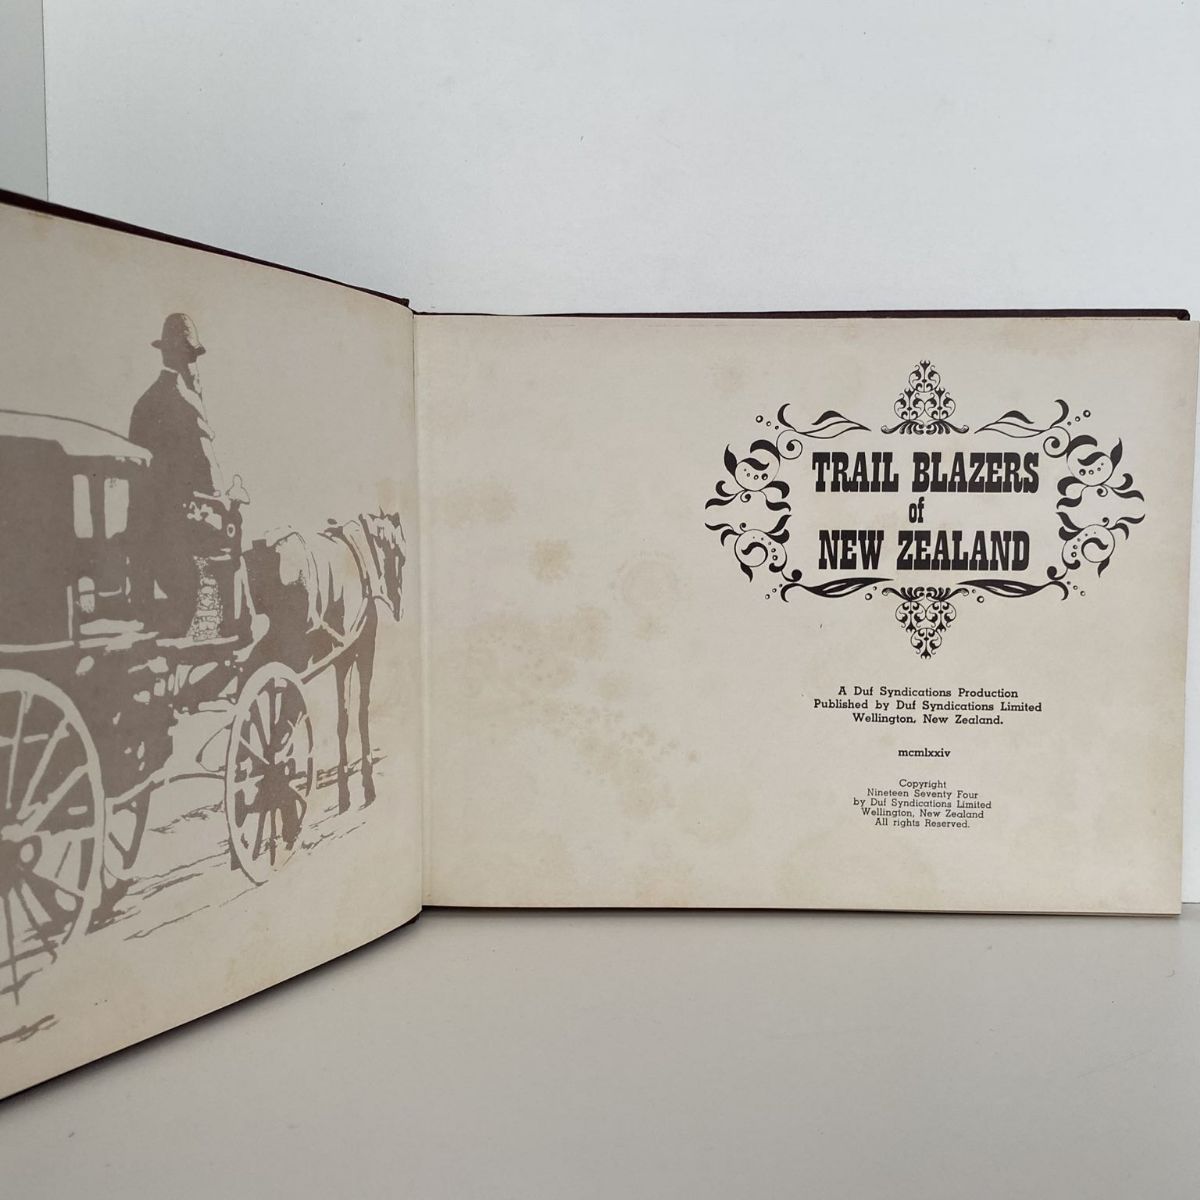 TRAIL BLAZERS
of
NEW ZEALAND
A Duf Syndications Production
Published by Duf Syndications Limited
Wellington, New Zealand.
mcmlxxiv
Copyright
Nineteen Seventy Four
by Duf Syndications Limited
Wellington, New Zealand
All rights Reserved.